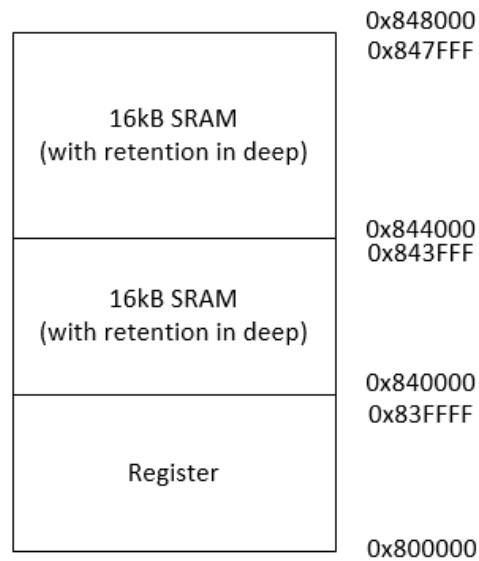 0x848000
0x847FFF
16kB SRAM
(with retention in deep)
0x844000
0x843FFF
16kB SRAM
(with retention in deep)
0x840000
0x83FFFF
Register
0x800000